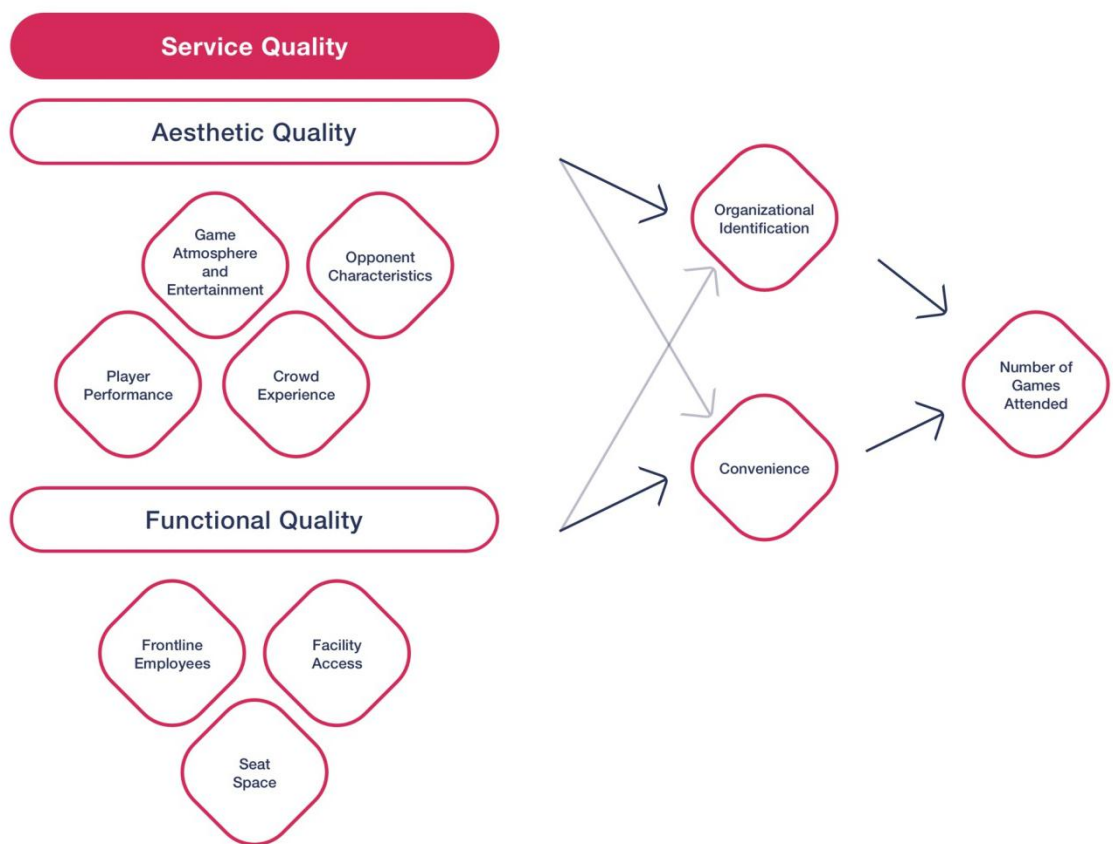 Service Quality
Aesthetic Quality
Game
Atmosphere
and
Entertainment
Opponent
Characteristics
Player
Performance
Crowd
Experience
Functional Quality
Frontline
Employees
Facility
Access
Seat
Space
Organizational
Identification
Convenience
Number of
Games
Attended